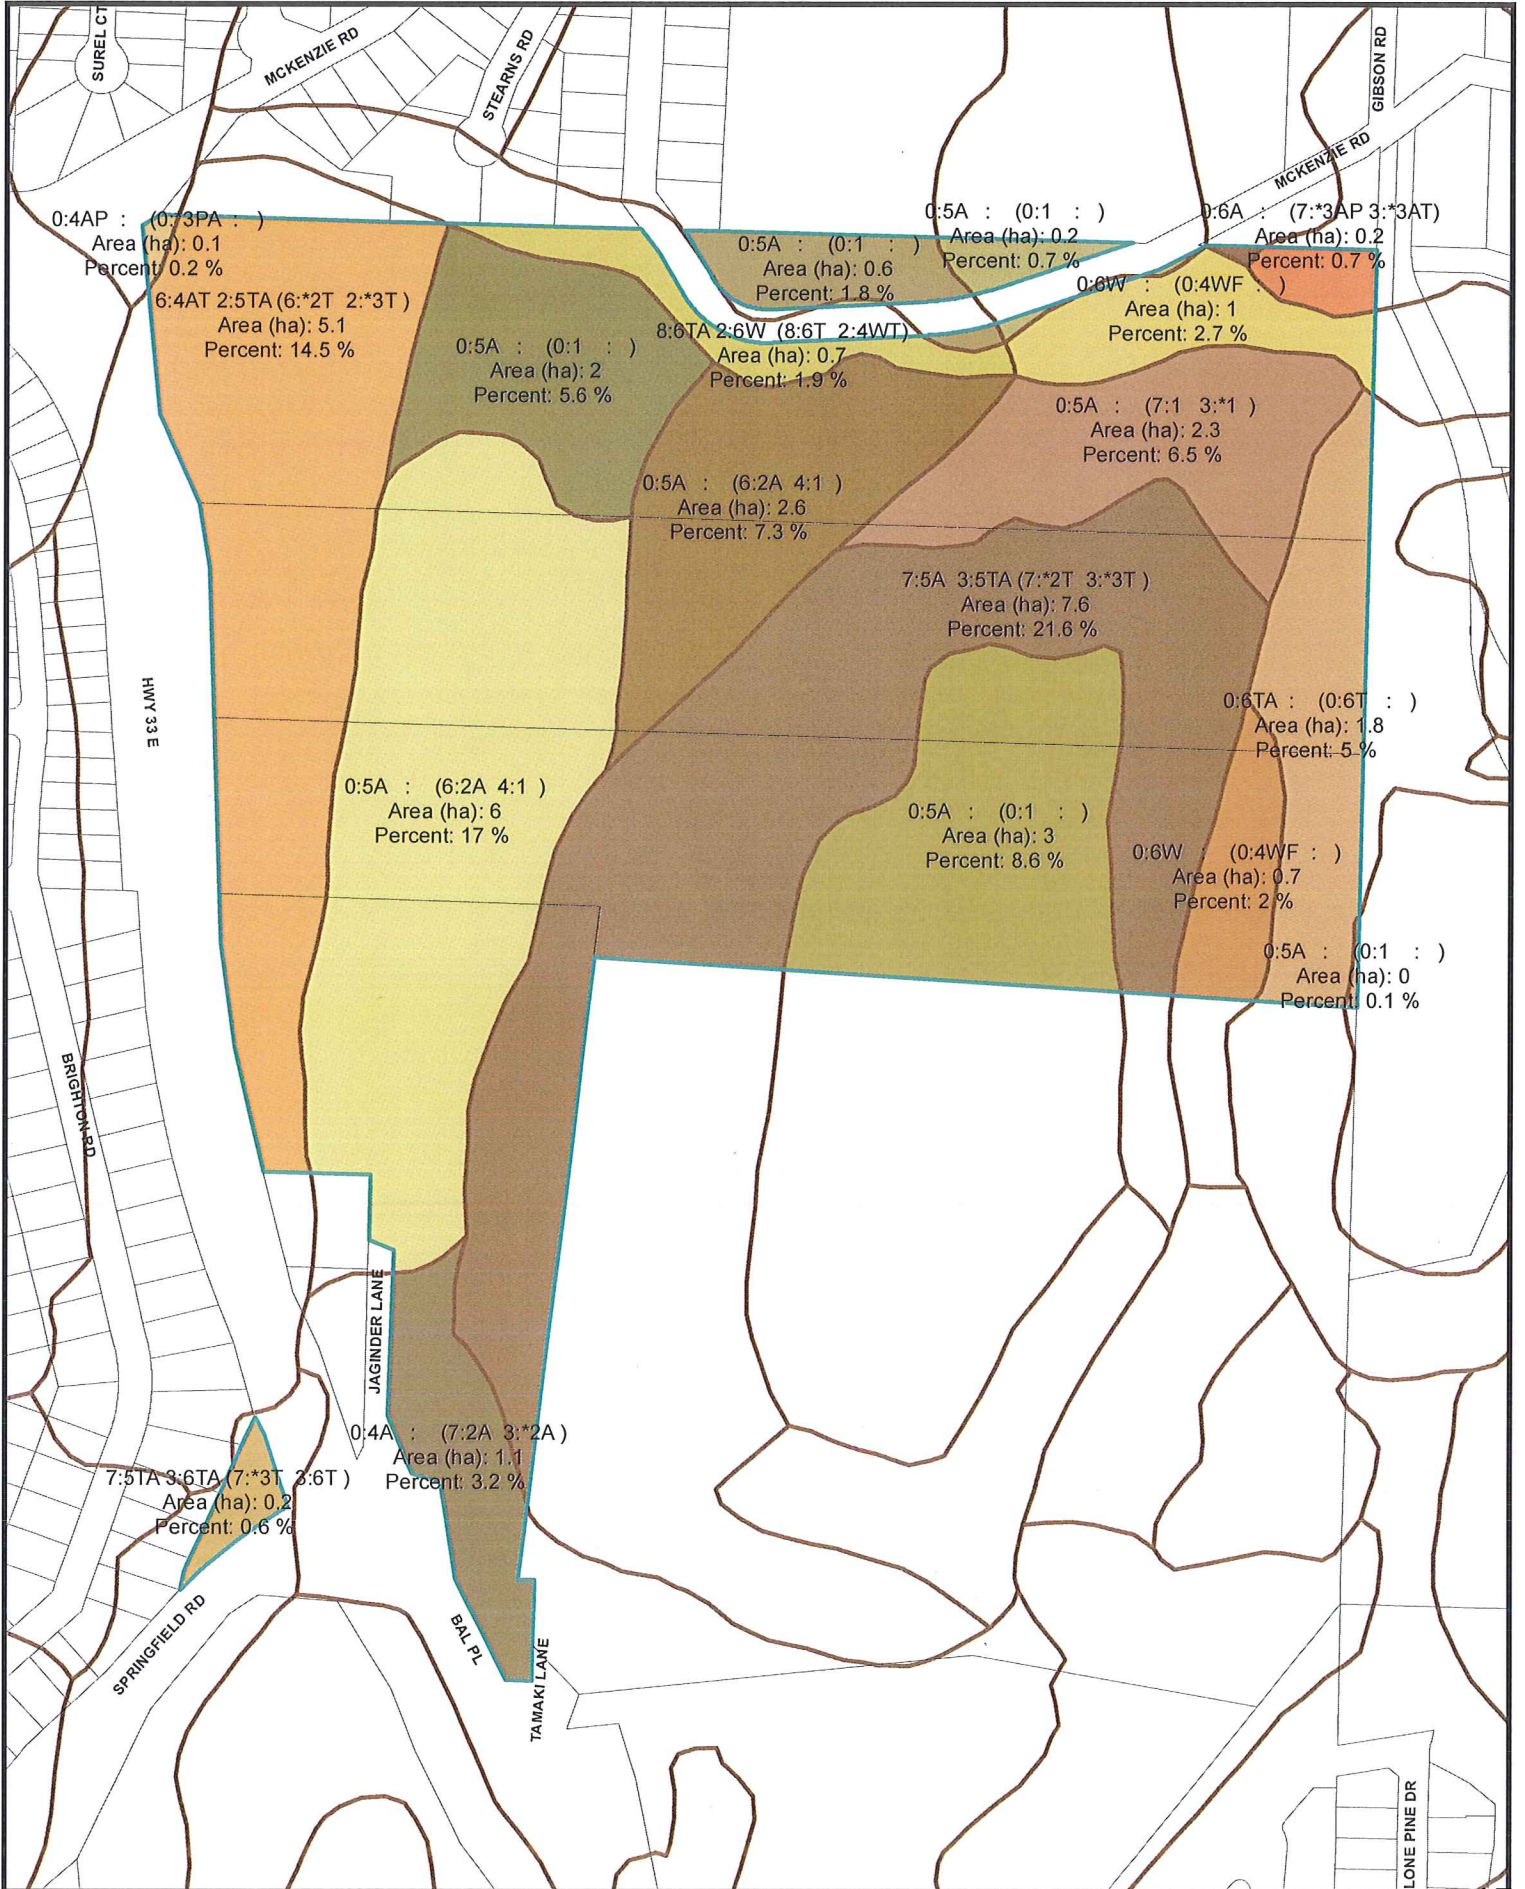 SUREL CT
MCKENZIE RD
STEARNS RD
GIBSON RD
MCKENZIE RD
0:4AP : (0:*3PA : )
Area (ha): 0.1
Percent: 0.2 %
6:4AT 2:5TA (6:*2T 2:*3T )
Area (ha): 5.1
Percent: 14.5 %
0:5A : (0:1 : )
Area (ha): 0.6
Percent: 1.8 %
0:5A : (0:1 : )
Area (ha): 0.2
Percent: 0.7 %
0:6A : (7:*3AP 3:*3AT)
Area (ha): 0.2
Percent: 0.7 %
0:6W : (0:4WF : )
Area (ha): 1
Percent: 2.7 %
8:6TA 2:6W (8:6T 2:4WT)
Area (ha): 0.7
Percent: 1.9 %
0:5A : (0:1 : )
Area (ha): 2
Percent: 5.6 %
0:5A : (7:1 3:*1 )
Area (ha): 2.3
Percent: 6.5 %
0:5A : (6:2A 4:1 )
Area (ha): 2.6
Percent: 7.3 %
7:5A 3:5TA (7:*2T 3:*3T )
Area (ha): 7.6
Percent: 21.6 %
HWY 33 E
0:6TA : (0:6T : )
Area (ha): 1.8
Percent: 5 %
0:5A : (6:2A 4:1 )
Area (ha): 6
Percent: 17 %
0:5A : (0:1 : )
Area (ha): 3
Percent: 8.6 %
0:6W : (0:4WF : )
Area (ha): 0.7
Percent: 2 %
0:5A : (0:1 : )
Area (ha): 0
Percent: 0.1 %
BRIGHTON RD
JAGINDER LANE
0:4A : (7:2A 3:*2A )
Area (ha): 1.1
Percent: 3.2 %
7:5TA 3:6TA (7:*3T 3:6T )
Area (ha): 0.2
Percent: 0.6 %
SPRINGFIELD RD
BAL PL
TAMAKI LANE
LONE PINE DR